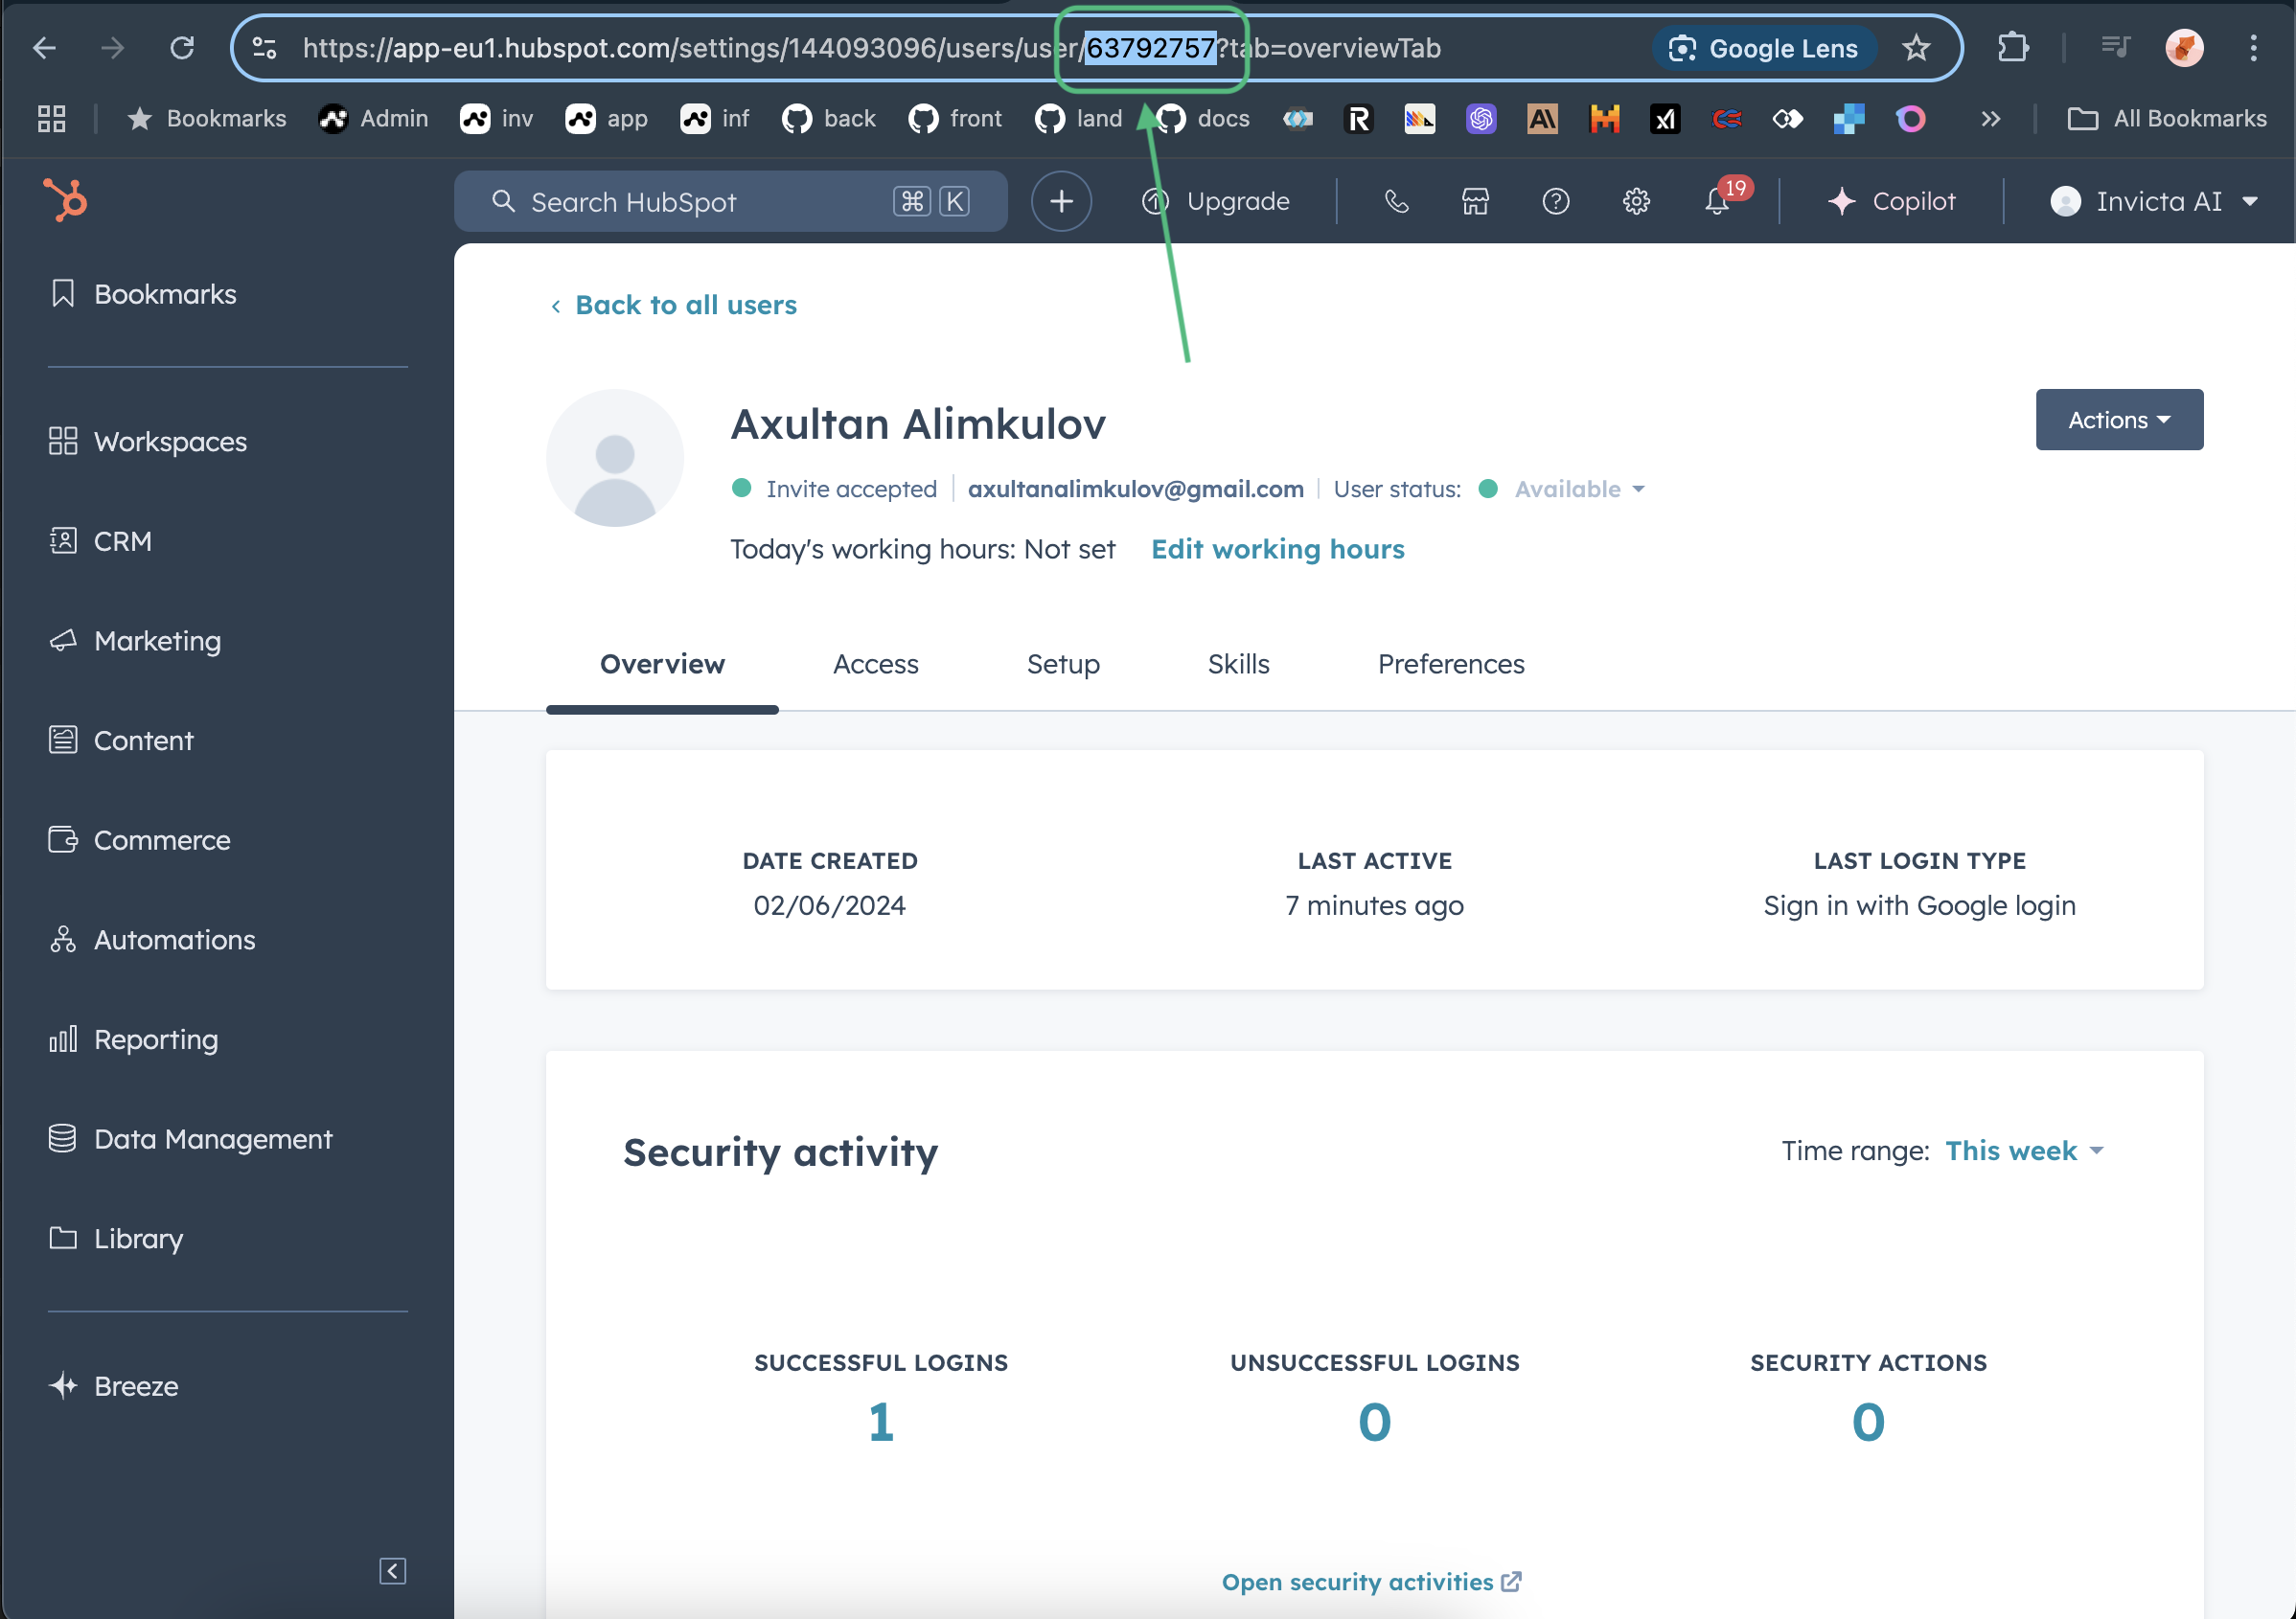 https://app-eu1.hubspot.com/settings/144093096/users/user/63792757?tab=overviewTab
Google Lens
Bookmarks
Admin
inv
app
inf
back
front
land
docs
All Bookmarks
Search HubSpot
⌘ K
Upgrade
19
Copilot
Invicta AI
Bookmarks
Workspaces
CRM
Marketing
Content
Commerce
Automations
Reporting
Data Management
Library
Breeze
Back to all users
Axultan Alimkulov
Actions
Invite accepted axultanalimkulov@gmail.com User status: Available
Today's working hours: Not set Edit working hours
Overview Access Setup Skills Preferences
DATE CREATED
02/06/2024
LAST ACTIVE
7 minutes ago
LAST LOGIN TYPE
Sign in with Google login
Security activity
Time range: This week
SUCCESSFUL LOGINS
1
UNSUCCESSFUL LOGINS
0
SECURITY ACTIONS
0
Open security activities